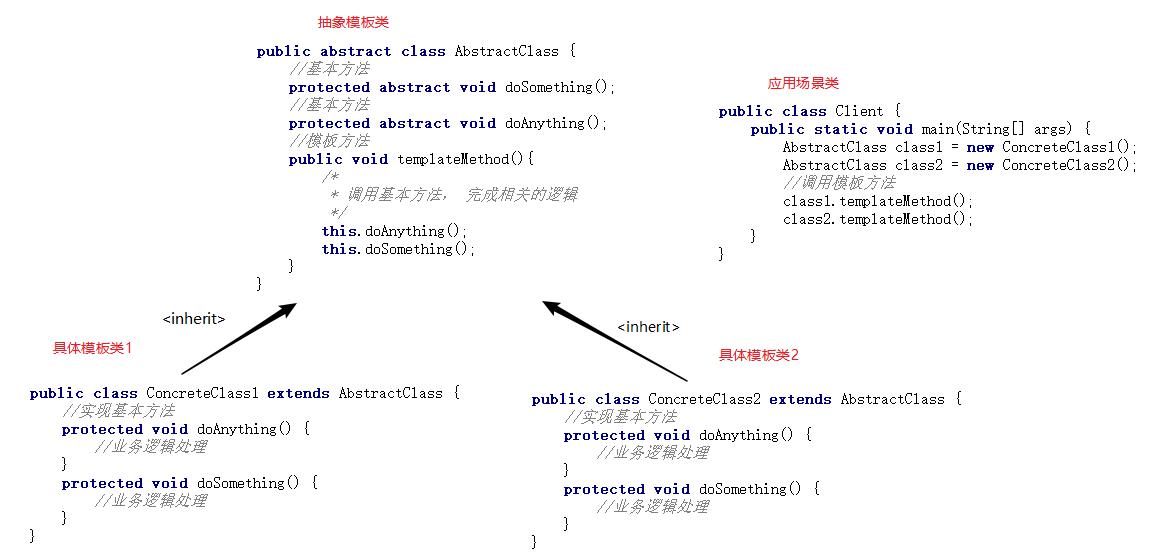 抽象模板类
public abstract class AbstractClass {
//基本方法
protected abstract void doSomething();
//基本方法
protected abstract void doAnything();
//模板方法
public void templateMethod(){
/*
* 调用基本方法， 完成相关的逻辑
*/
this.doAnything();
this.doSomething();
}
}
应用场景类
public class Client {
public static void main(String[] args) {
AbstractClass class1 = new ConcreteClass1();
AbstractClass class2 = new ConcreteClass2();
//调用模板方法
class1.templateMethod();
class2.templateMethod();
}
}
<inherit>
<inherit>
具体模板类1
public class ConcreteClass1 extends AbstractClass {
//实现基本方法
protected void doAnything() {
//业务逻辑处理
}
protected void doSomething() {
//业务逻辑处理
}
}
具体模板类2
public class ConcreteClass2 extends AbstractClass {
//实现基本方法
protected void doAnything() {
//业务逻辑处理
}
protected void doSomething() {
//业务逻辑处理
}
}